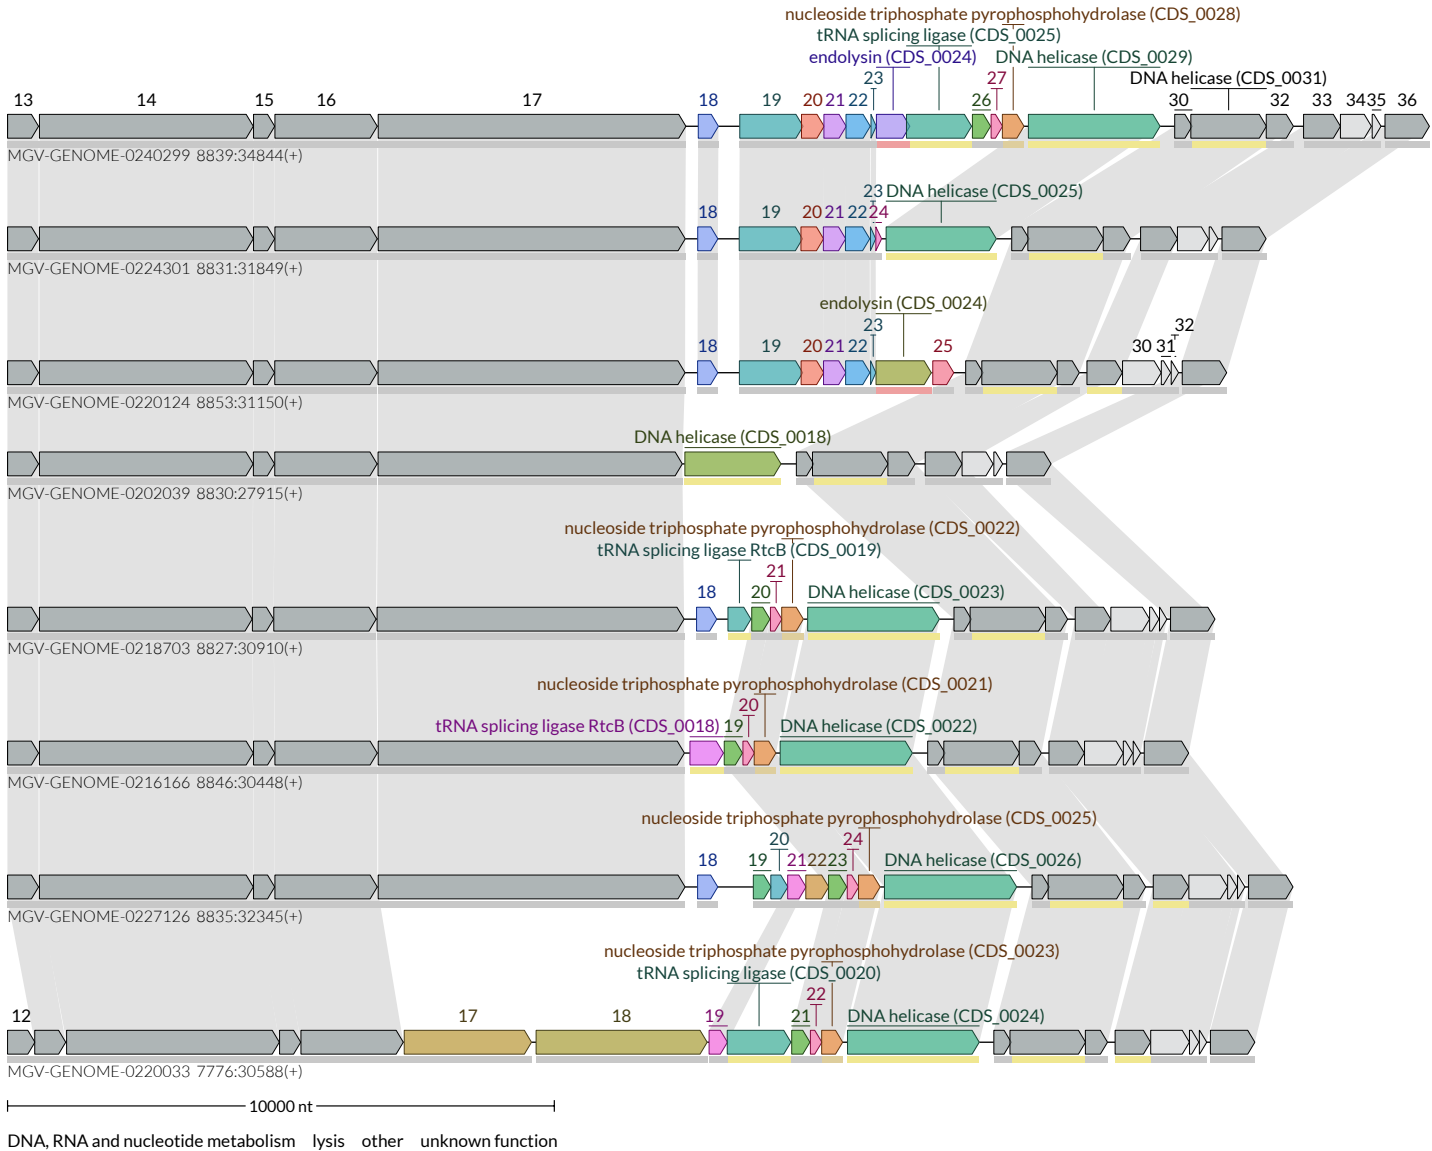 nucleoside triphosphate pyrophosphohydrolase (CDS_0028)
tRNA splicing ligase (CDS_0025)
endolysin (CDS_0024) DNA helicase (CDS_0029)
23 27 DNA helicase (CDS_0031)
13 14 15 16 17 18 19 20 21 22 26 30 32 33 34 35 36
MGV-GENOME-0240299 8839:34844(+)
23 DNA helicase (CDS_0025)
18 19 20 21 22 24
MGV-GENOME-0224301 8831:31849(+)
endolysin (CDS_0024)
23 32
18 19 20 21 22 25 30 31
MGV-GENOME-0220124 8853:31150(+)
DNA helicase (CDS_0018)
MGV-GENOME-0202039 8830:27915(+)
nucleoside triphosphate pyrophosphohydrolase (CDS_0022)
tRNA splicing ligase RtcB (CDS_0019)
21
18 20 DNA helicase (CDS_0023)
MGV-GENOME-0218703 8827:30910(+)
nucleoside triphosphate pyrophosphohydrolase (CDS_0021)
20
tRNA splicing ligase RtcB (CDS_0018) 19 DNA helicase (CDS_0022)
MGV-GENOME-0216166 8846:30448(+)
nucleoside triphosphate pyrophosphohydrolase (CDS_0025)
20 24
18 19 21 22 23 DNA helicase (CDS_0026)
MGV-GENOME-0227126 8835:32345(+)
nucleoside triphosphate pyrophosphohydrolase (CDS_0023)
tRNA splicing ligase (CDS_0020)
22
12 17 18 19 21 DNA helicase (CDS_0024)
MGV-GENOME-0220033 7776:30588(+)
10000 nt
DNA, RNA and nucleotide metabolism lysis other unknown function